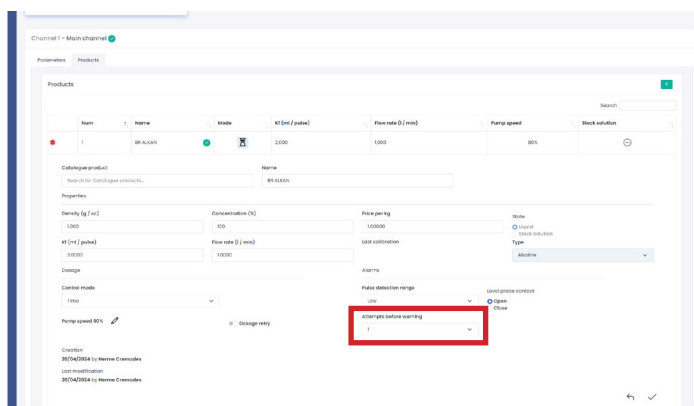 Channel 1 - Main channel
Parameters Products
Products
Search
Num Name Mode Kf (ml / pulse) Flow rate (l / min) Pump speed Stock solution
1 BR ALKAN 2,000 1,000 80%
Catalogue product Name
Search for Catalogue products... BR ALKAN
Properties
Density (g / cc) Concentration (%) Price per kg State
1.000 100 1.00000 Liquid
Stock Solution
Kf (ml / pulse) Flow rate (l / min) Last calibration Type
2.0000 1.0000 Alkaline
Dosage Alarms
Control mode Pulse detection range Level probe contact
Time Low Open
Close
Pump speed 80% Dosage retry Attempts before warning
1
Creation
30/04/2024 by Herme Cremades
Last modification
30/04/2024 by Herme Cremades